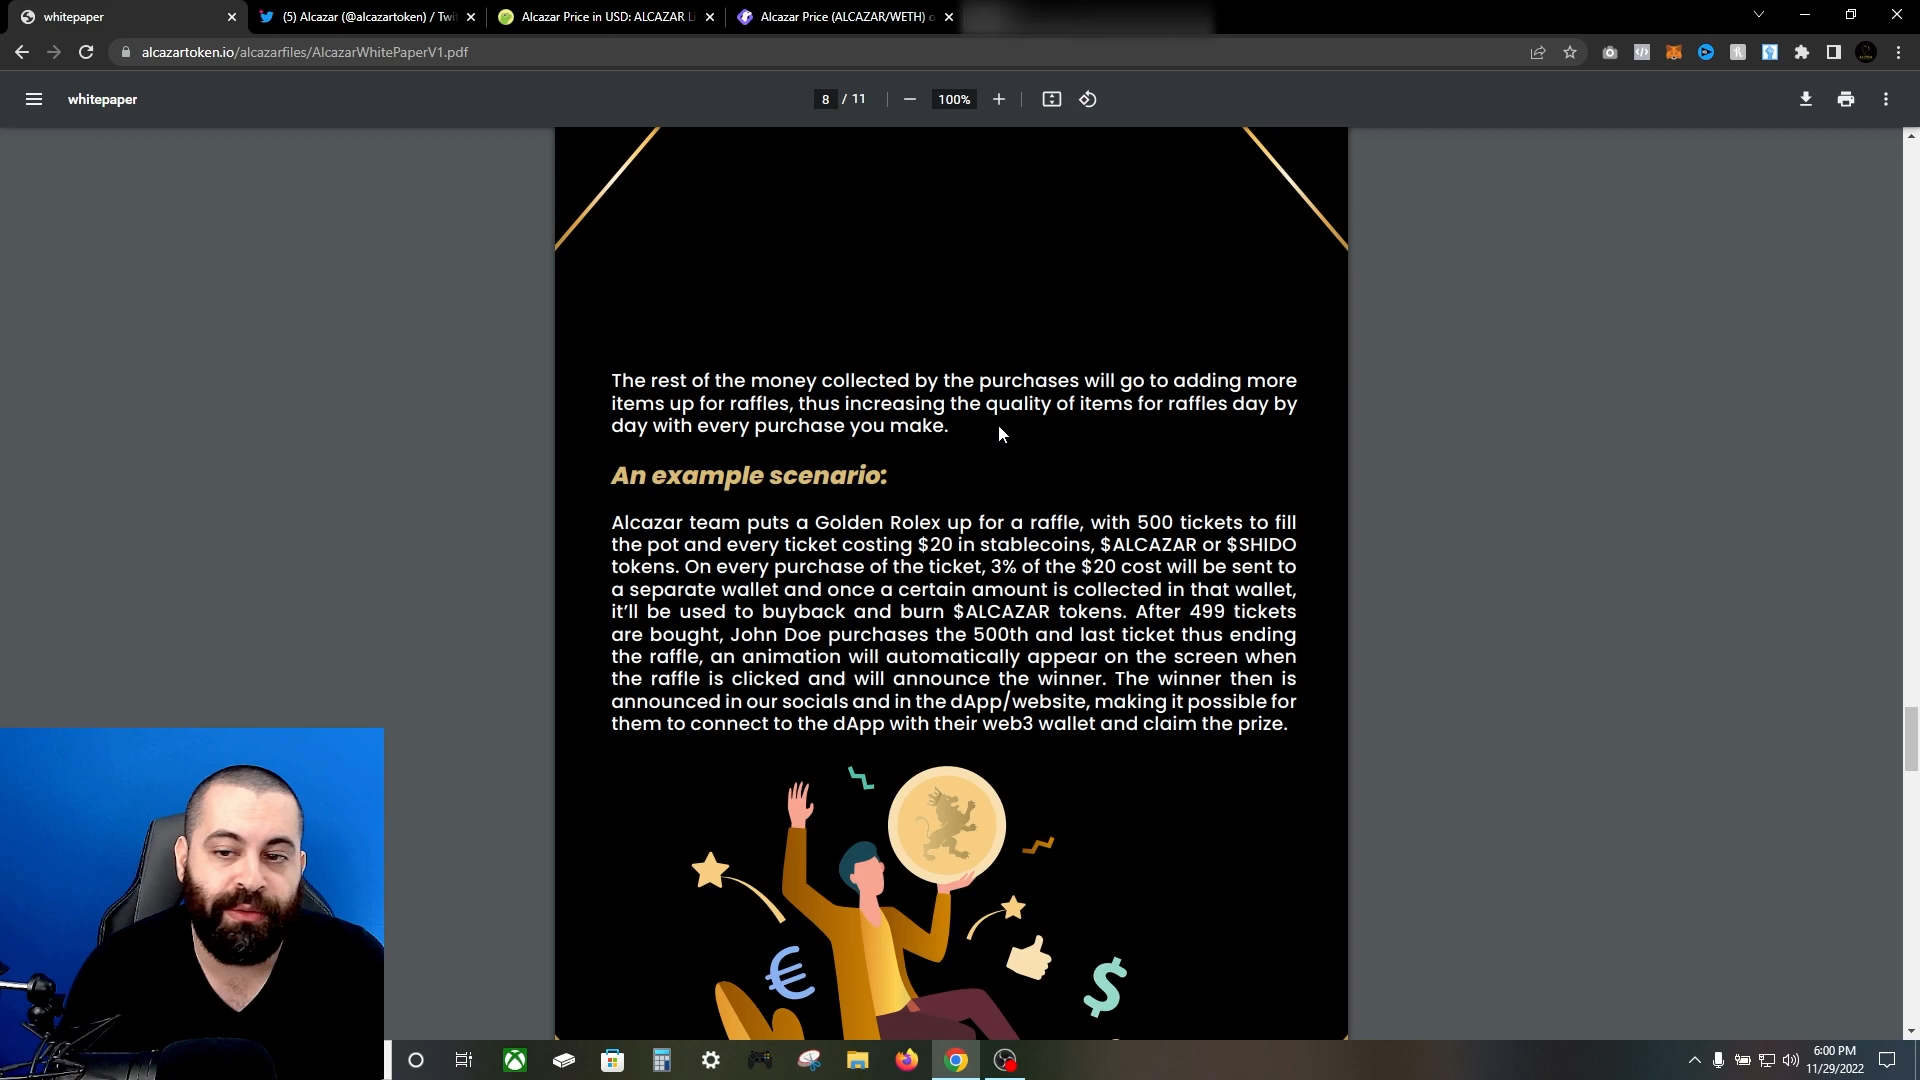 whitepaper
(5) Alcazar (@alcazartoken) / Twi
Alcazar Price in USD: ALCAZAR Li
Alcazar Price (ALCAZAR/WETH) o
alcazartoken.io/alcazarfiles/AlcazarWhitePaperV1.pdf
whitepaper
8 / 11
100%
The rest of the money collected by the purchases will go to adding more
items up for raffles, thus increasing the quality of items for raffles day by
day with every purchase you make.
An example scenario:
Alcazar team puts a Golden Rolex up for a raffle, with 500 tickets to fill
the pot and every ticket costing $20 in stablecoins, $ALCAZAR or $SHIDO
tokens. On every purchase of the ticket, 3% of the $20 cost will be sent to
a separate wallet and once a certain amount is collected in that wallet,
it'll be used to buyback and burn $ALCAZAR tokens. After 499 tickets
are bought, John Doe purchases the 500th and last ticket thus ending
the raffle, an animation will automatically appear on the screen when
the raffle is clicked and will announce the winner. The winner then is
announced in our socials and in the dApp/website, making it possible for
them to connect to the dApp with their web3 wallet and claim the prize.
€
$
6:00 PM
11/29/2022